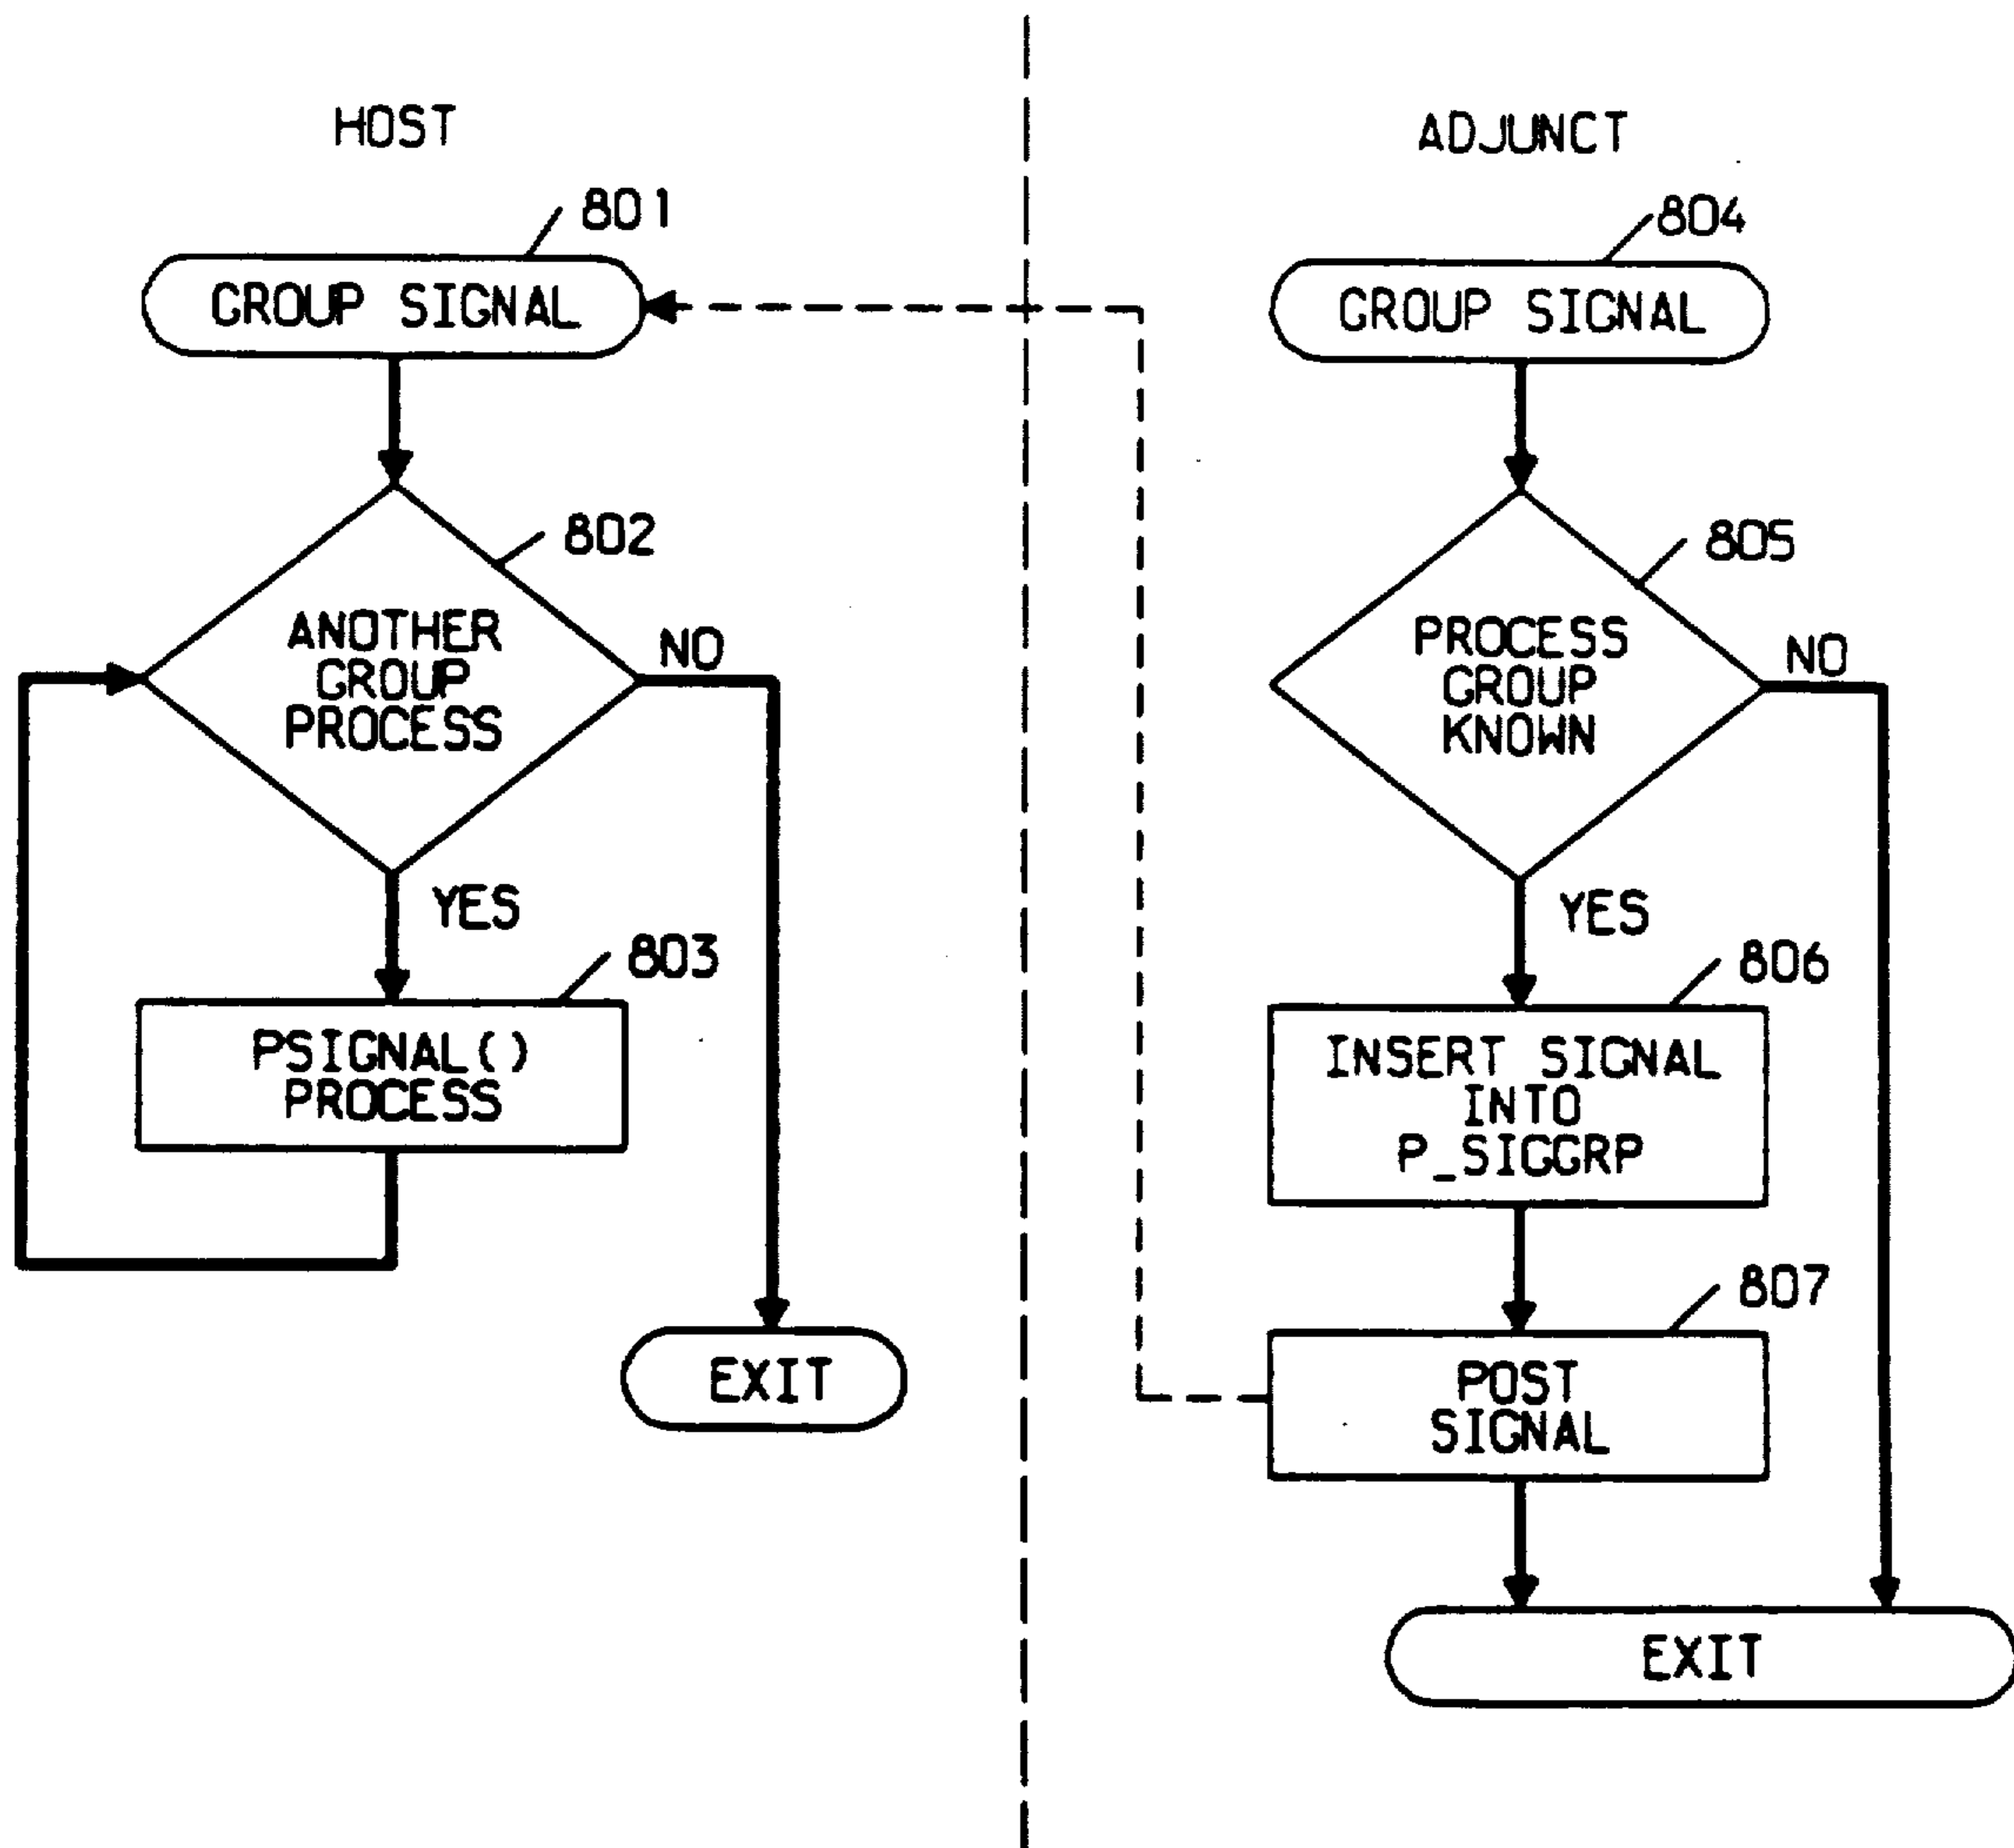 HOST
801
GROUP SIGNAL
802
ANOTHER
GROUP
PROCESS
NO
YES
803
PSIGNAL()
PROCESS
EXIT
ADJUNCT
804
GROUP SIGNAL
805
PROCESS
GROUP
KNOWN
NO
YES
806
INSERT SIGNAL
INTO
P_SIGGRP
807
POST
SIGNAL
EXIT